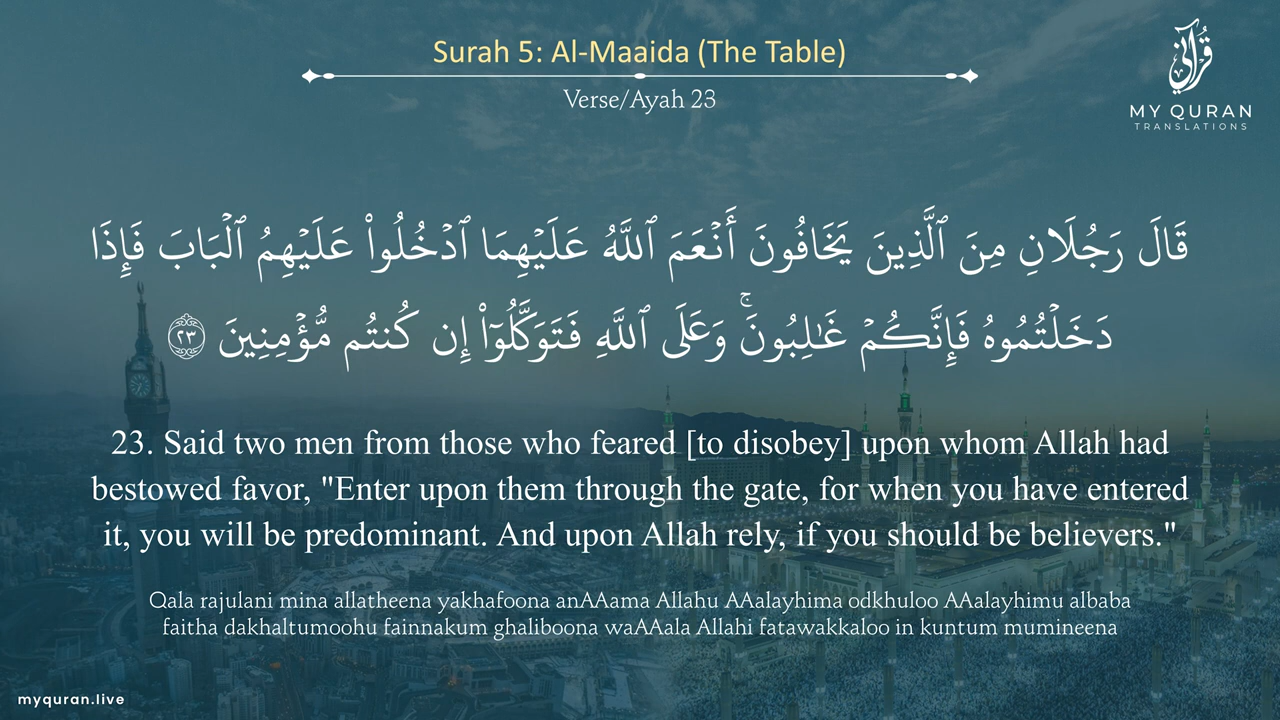 Surah 5: Al-Maaida (The Table)
Verse/Ayah 23
قرآني
MY QURAN
TRANSLATIONS
قَالَ رَجُلَانِ مِنَ ٱلَّذِينَ يَخَافُونَ أَنۡعَمَ ٱللَّهُ عَلَيۡهِمَا ٱدۡخُلُواْ عَلَيۡهِمُ ٱلۡبَابَ فَإِذَا
دَخَلۡتُمُوهُ فَإِنَّكُمۡ غَٰلِبُونَۚ وَعَلَى ٱللَّهِ فَتَوَكَّلُوٓاْ إِن كُنتُم مُّؤۡمِنِينَ ٢٣
23. Said two men from those who feared [to disobey] upon whom Allah had
bestowed favor, "Enter upon them through the gate, for when you have entered
it, you will be predominant. And upon Allah rely, if you should be believers."
Qala rajulani mina allatheena yakhafoona anAAama Allahu AAalayhima odkhuloo AAalayhimu albaba
faitha dakhaltumoohu fainnakum ghaliboona waAAala Allahi fatawakkaloo in kuntum mumineena
myquran.live